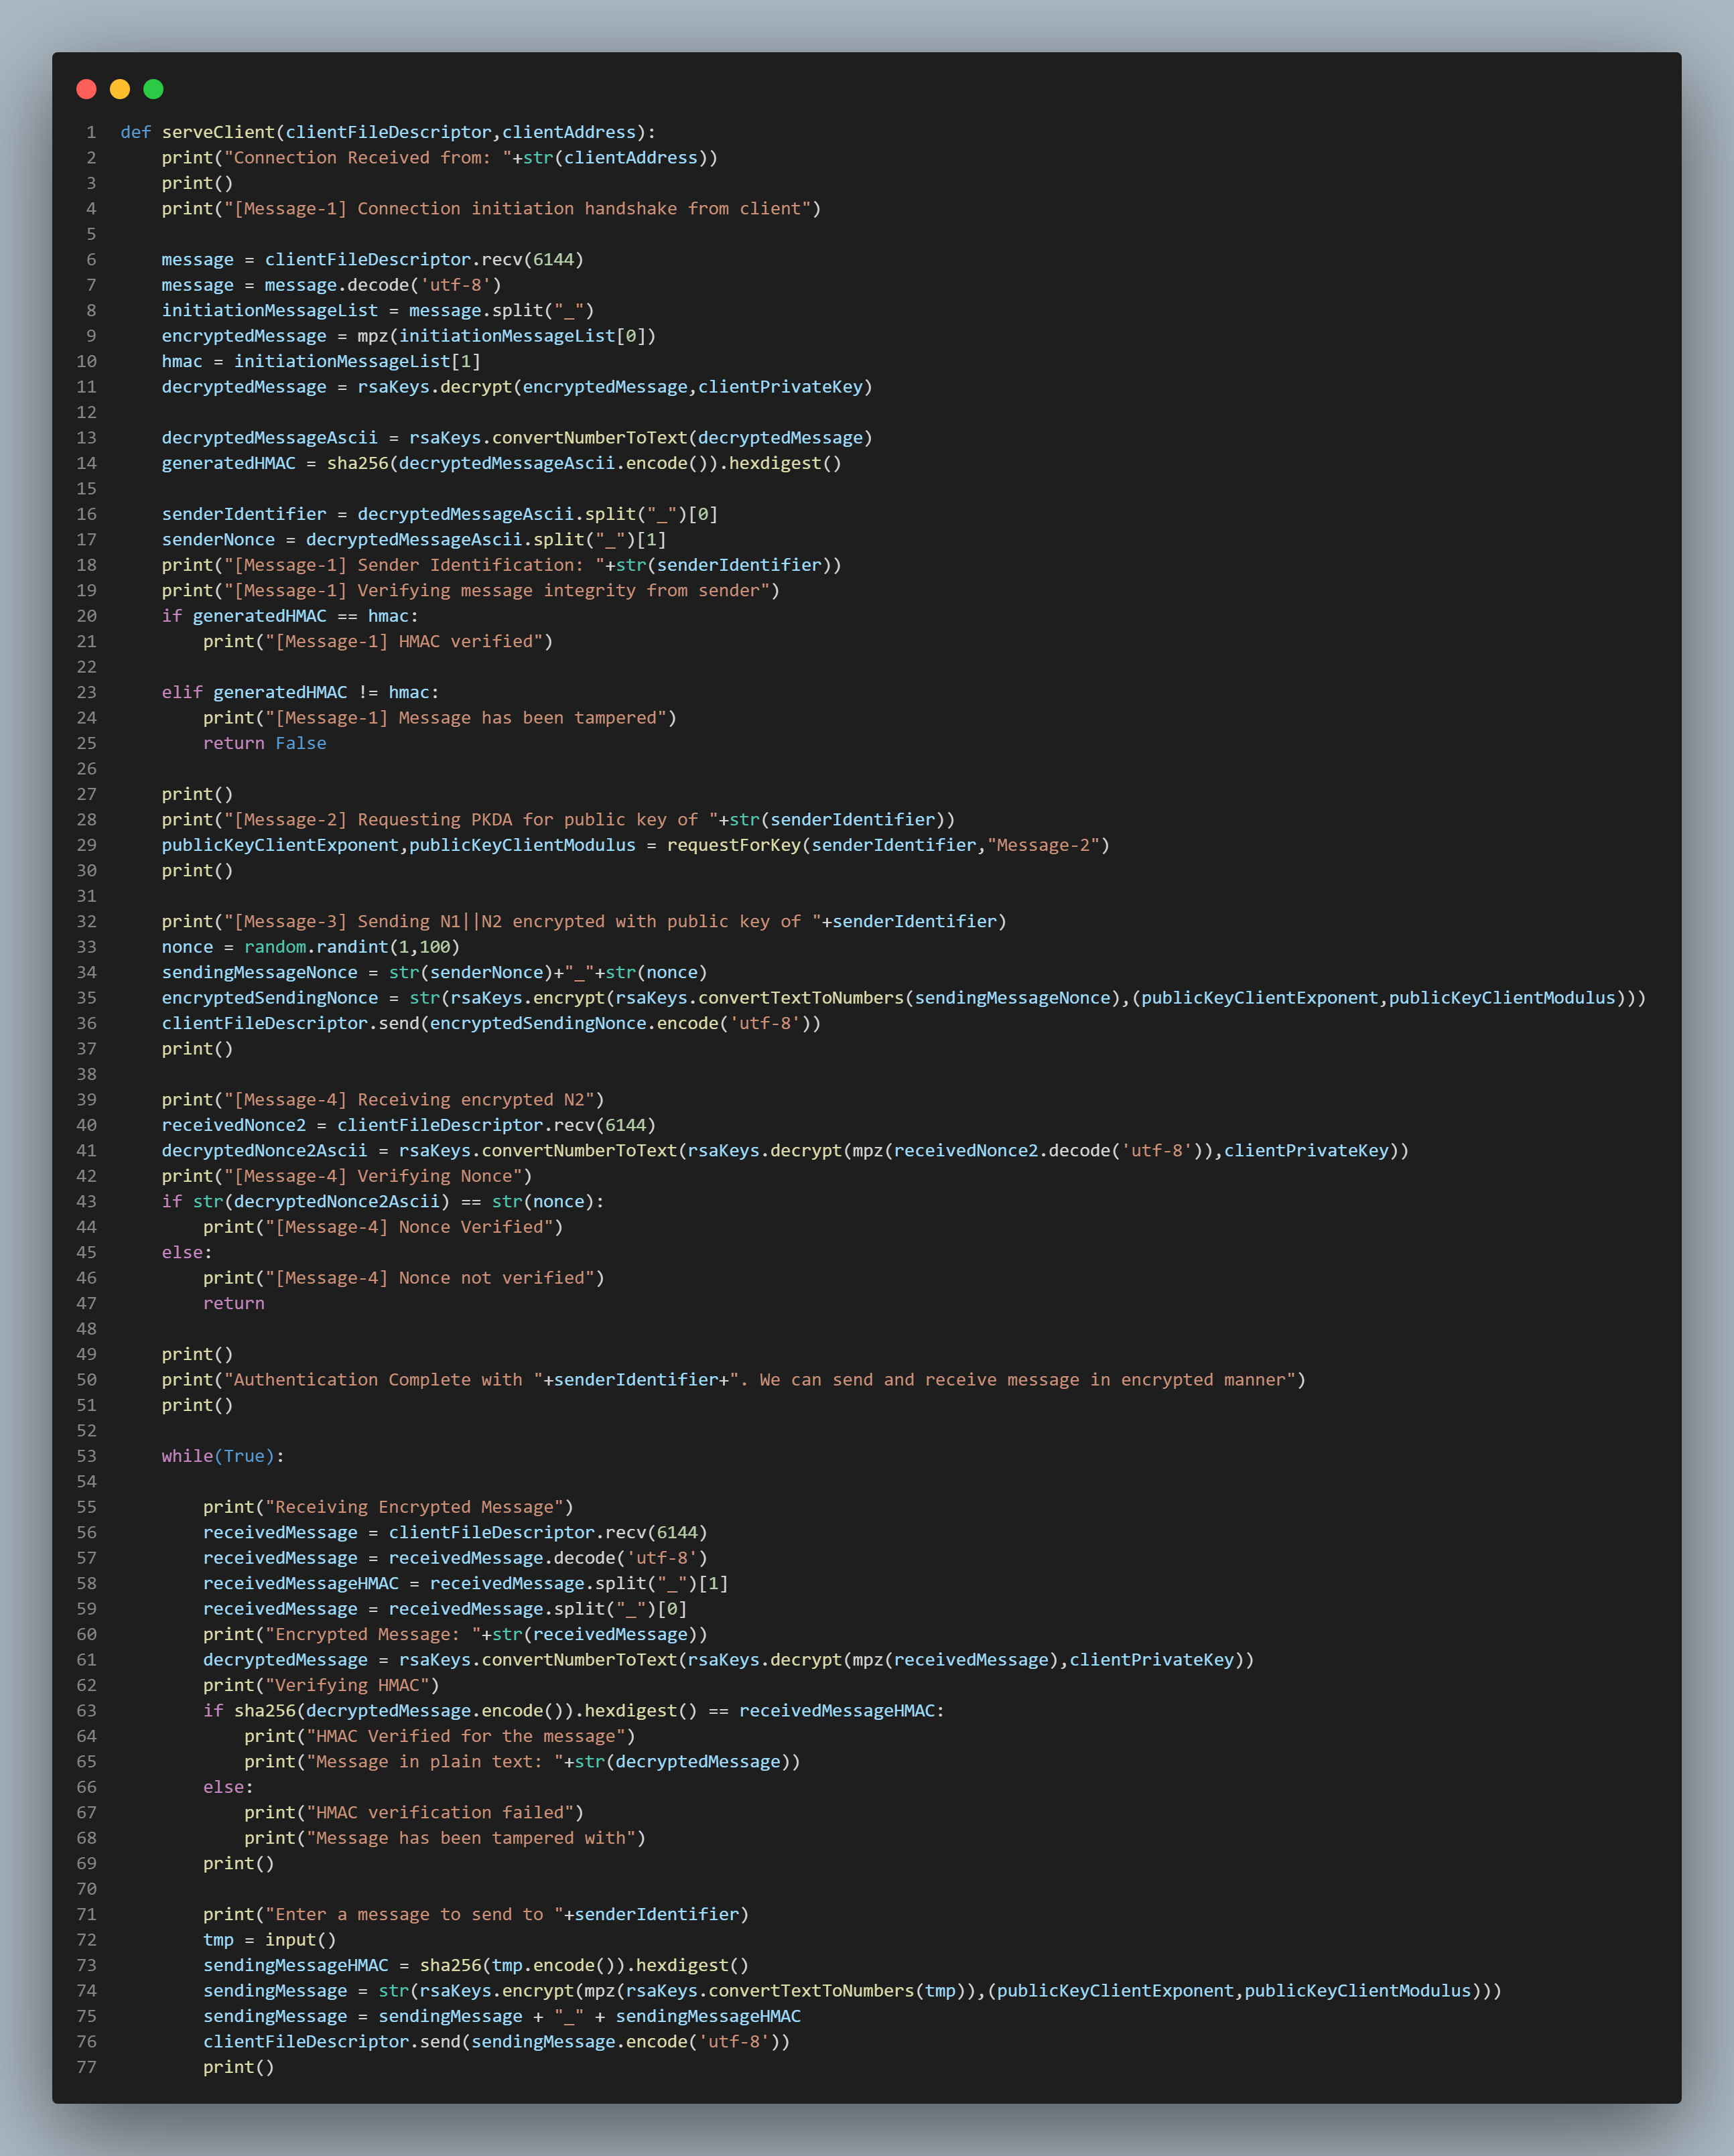 1 def serveClient(clientFileDescriptor,clientAddress):
2     print("Connection Received from: "+str(clientAddress))
3     print()
4     print("[Message-1] Connection initiation handshake from client")
5
6     message = clientFileDescriptor.recv(6144)
7     message = message.decode('utf-8')
8     initiationMessageList = message.split("_")
9     encryptedMessage = mpz(initiationMessageList[0])
10     hmac = initiationMessageList[1]
11     decryptedMessage = rsaKeys.decrypt(encryptedMessage,clientPrivateKey)
12
13     decryptedMessageAscii = rsaKeys.convertNumberToText(decryptedMessage)
14     generatedHMAC = sha256(decryptedMessageAscii.encode()).hexdigest()
15
16     senderIdentifier = decryptedMessageAscii.split("_")[0]
17     senderNonce = decryptedMessageAscii.split("_")[1]
18     print("[Message-1] Sender Identification: "+str(senderIdentifier))
19     print("[Message-1] Verifying message integrity from sender")
20     if generatedHMAC == hmac:
21         print("[Message-1] HMAC verified")
22
23     elif generatedHMAC != hmac:
24         print("[Message-1] Message has been tampered")
25         return False
26
27     print()
28     print("[Message-2] Requesting PKDA for public key of "+str(senderIdentifier))
29     publicKeyClientExponent,publicKeyClientModulus = requestForKey(senderIdentifier,"Message-2")
30     print()
31
32     print("[Message-3] Sending N1||N2 encrypted with public key of "+senderIdentifier)
33     nonce = random.randint(1,100)
34     sendingMessageNonce = str(senderNonce)+"_"+str(nonce)
35     encryptedSendingNonce = str(rsaKeys.encrypt(rsaKeys.convertTextToNumbers(sendingMessageNonce),(publicKeyClientExponent,publicKeyClientModulus)))
36     clientFileDescriptor.send(encryptedSendingNonce.encode('utf-8'))
37     print()
38
39     print("[Message-4] Receiving encrypted N2")
40     receivedNonce2 = clientFileDescriptor.recv(6144)
41     decryptedNonce2Ascii = rsaKeys.convertNumberToText(rsaKeys.decrypt(mpz(receivedNonce2.decode('utf-8')),clientPrivateKey))
42     print("[Message-4] Verifying Nonce")
43     if str(decryptedNonce2Ascii) == str(nonce):
44         print("[Message-4] Nonce Verified")
45     else:
46         print("[Message-4] Nonce not verified")
47         return
48
49     print()
50     print("Authentication Complete with "+senderIdentifier+". We can send and receive message in encrypted manner")
51     print()
52
53     while(True):
54
55         print("Receiving Encrypted Message")
56         receivedMessage = clientFileDescriptor.recv(6144)
57         receivedMessage = receivedMessage.decode('utf-8')
58         receivedMessageHMAC = receivedMessage.split("_")[1]
59         receivedMessage = receivedMessage.split("_")[0]
60         print("Encrypted Message: "+str(receivedMessage))
61         decryptedMessage = rsaKeys.convertNumberToText(rsaKeys.decrypt(mpz(receivedMessage),clientPrivateKey))
62         print("Verifying HMAC")
63         if sha256(decryptedMessage.encode()).hexdigest() == receivedMessageHMAC:
64             print("HMAC Verified for the message")
65             print("Message in plain text: "+str(decryptedMessage))
66         else:
67             print("HMAC verification failed")
68             print("Message has been tampered with")
69         print()
70
71         print("Enter a message to send to "+senderIdentifier)
72         tmp = input()
73         sendingMessageHMAC = sha256(tmp.encode()).hexdigest()
74         sendingMessage = str(rsaKeys.encrypt(mpz(rsaKeys.convertTextToNumbers(tmp)),(publicKeyClientExponent,publicKeyClientModulus)))
75         sendingMessage = sendingMessage + "_" + sendingMessageHMAC
76         clientFileDescriptor.send(sendingMessage.encode('utf-8'))
77         print()